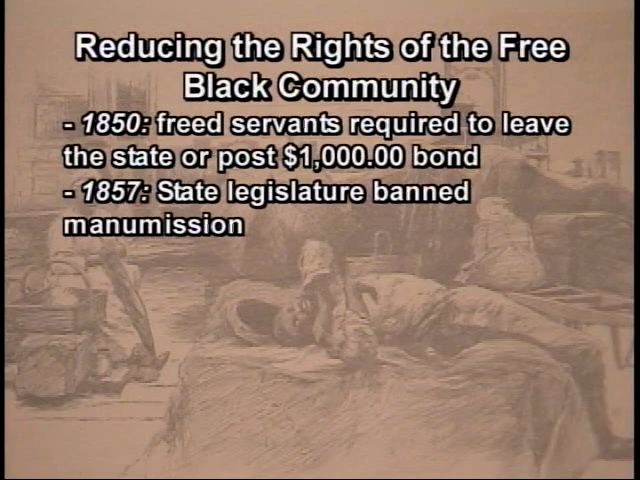 Reducing the Rights of the Free
Black Community
- 1850: freed servants required to leave
the state or post $1,000.00 bond
- 1857: State legislature banned
manumission